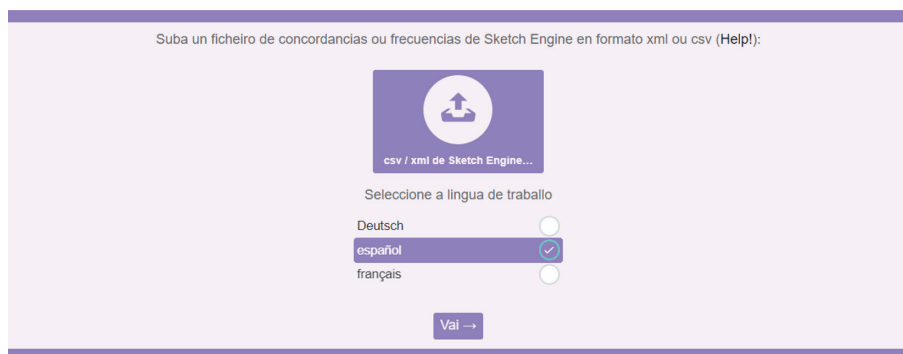 Suba un ficheiro de concordancias ou frecuencias de Sketch Engine en formato xml ou csv (Help!):
csv / xml de Sketch Engine...
Seleccione a lingua de traballo
Deutsch
español
français
Vai →